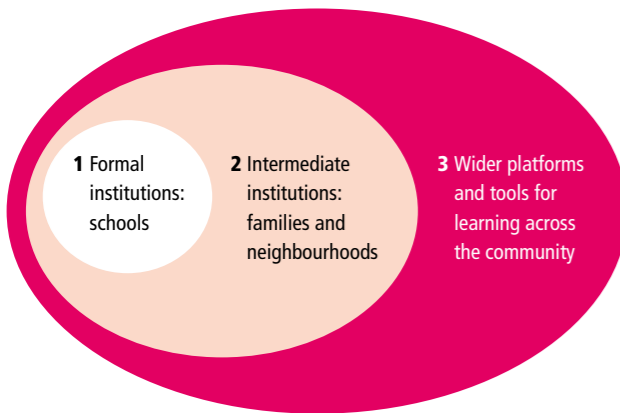 1 Formal
institutions:
schools
2 Intermediate
institutions:
families and
neighbourhoods
3 Wider platforms
and tools for
learning across
the community